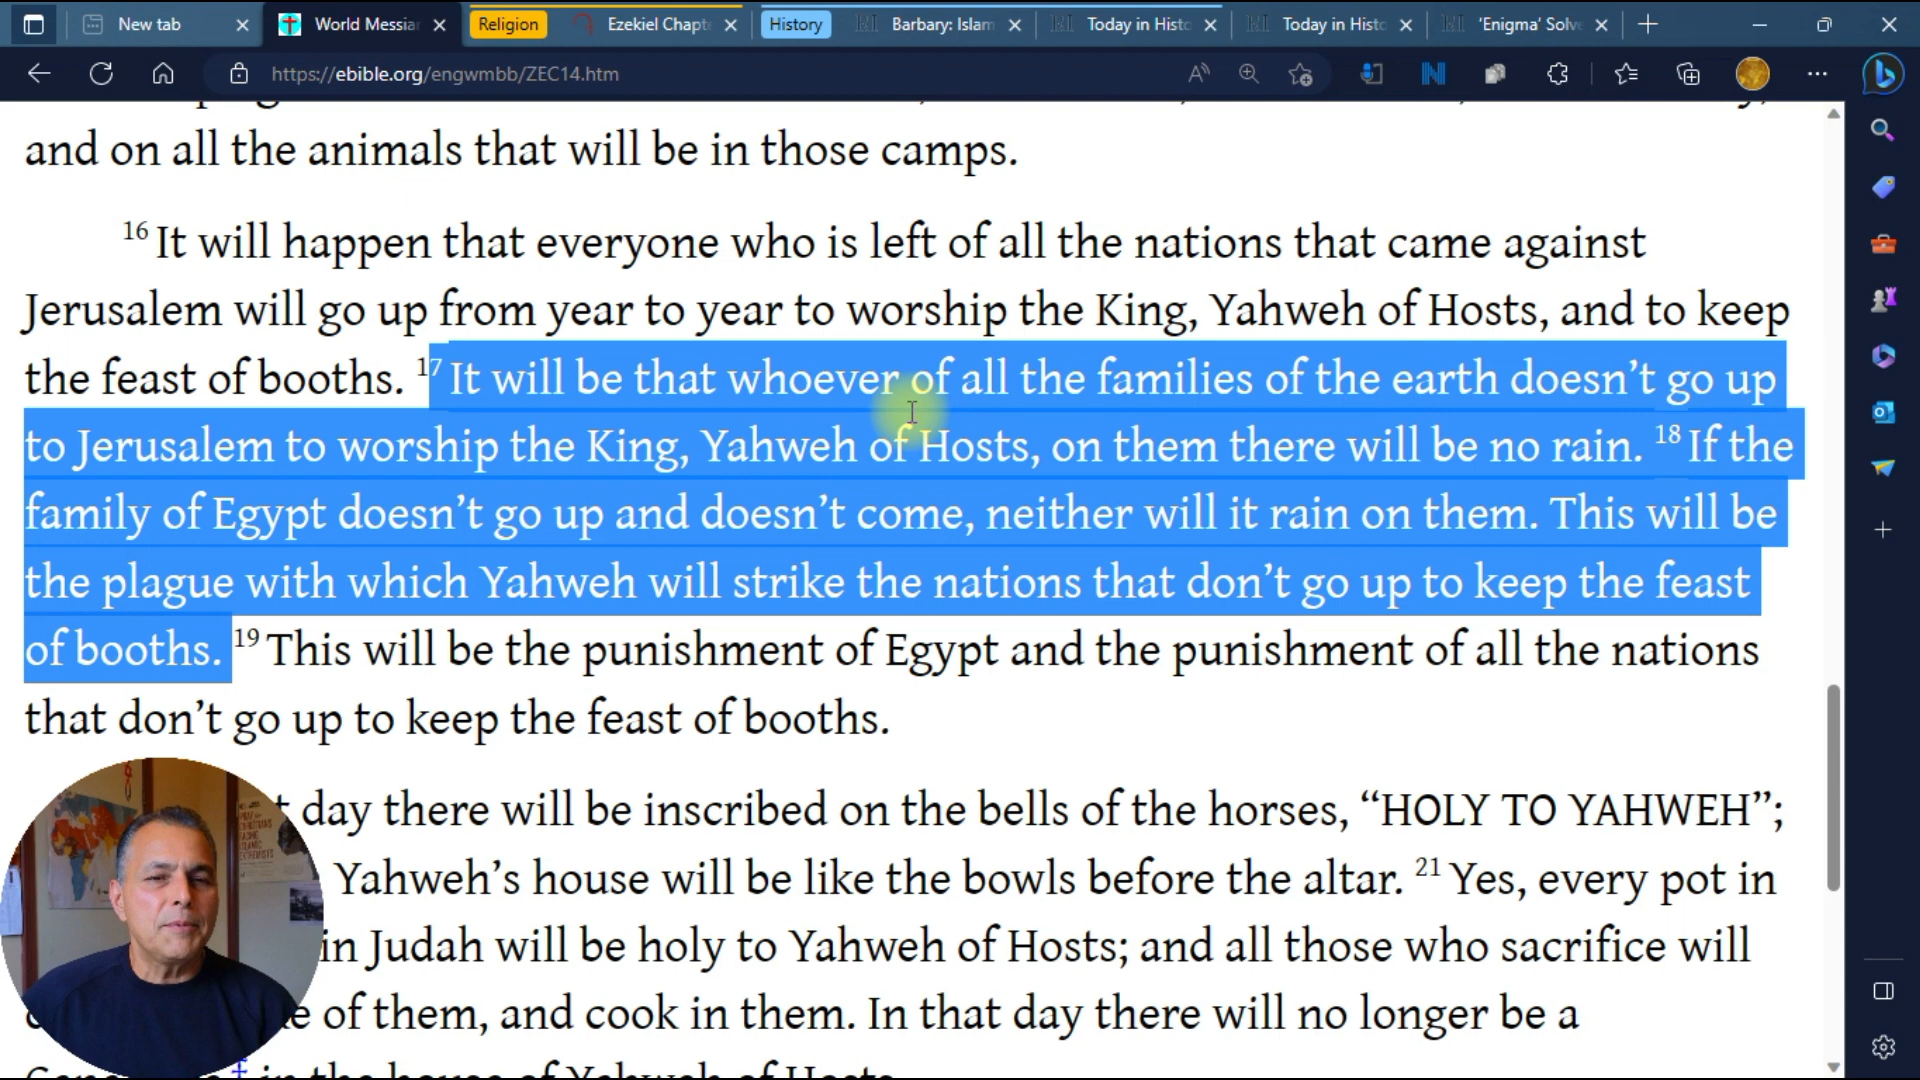 New tab
World Messia
Religion
Ezekiel Chapt
History
Barbary: Islam
Today in Histo
Today in Histo
'Enigma' Solv
https://ebible.org/engwmbb/ZEC14.htm
and on all the animals that will be in those camps.
16 It will happen that everyone who is left of all the nations that came against
Jerusalem will go up from year to year to worship the King, Yahweh of Hosts, and to keep
the feast of booths. 17 It will be that whoever of all the families of the earth doesn’t go up
to Jerusalem to worship the King, Yahweh of Hosts, on them there will be no rain. 18 If the
family of Egypt doesn’t go up and doesn’t come, neither will it rain on them. This will be
the plague with which Yahweh will strike the nations that don’t go up to keep the feast
of booths. 19 This will be the punishment of Egypt and the punishment of all the nations
that don’t go up to keep the feast of booths.
day there will be inscribed on the bells of the horses, “HOLY TO YAHWEH”;
Yahweh’s house will be like the bowls before the altar. 21 Yes, every pot in
in Judah will be holy to Yahweh of Hosts; and all those who sacrifice will
of them, and cook in them. In that day there will no longer be a
in the house of Yahweh of Hosts.